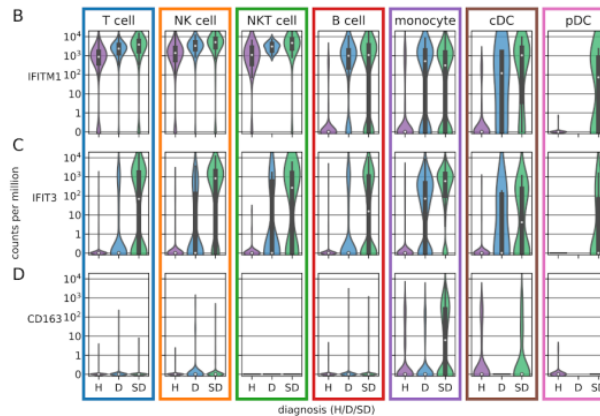 B T cell NK cell NKT cell B cell monocyte cDC pDC
10⁴
10³
IFITM1
10²
10
1
0
C
10⁴
10³
IFIT3
10²
10
1
0
counts per million
D
10⁴
10³
CD163
10²
10
1
0
H D SD H D SD H D SD H D SD H D SD H D SD H D SD
diagnosis (H/D/SD)